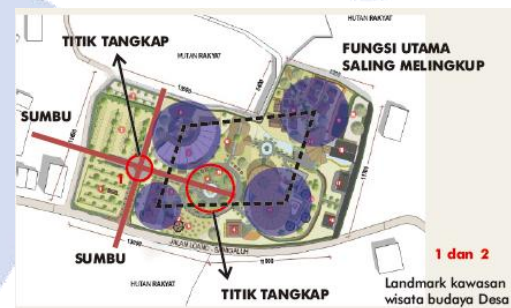 HUTAN RAKYAT
TITIK TANGKAP
HUTAN RAKYAT
FUNGSI UTAMA
SALING MELINGKUP
SUMBU
1
SUMBU
HUTAN RAKYAT
TITIK TANGKAP
1 dan 2
Landmark kawasan
wisata budaya Desa